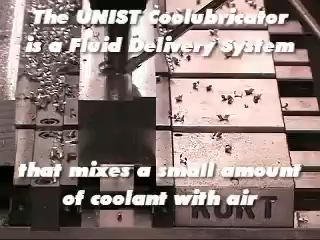 The UNIST Coolubricator
is a Fluid Delivery System
that mixes a small amount
of coolant with air
KURT